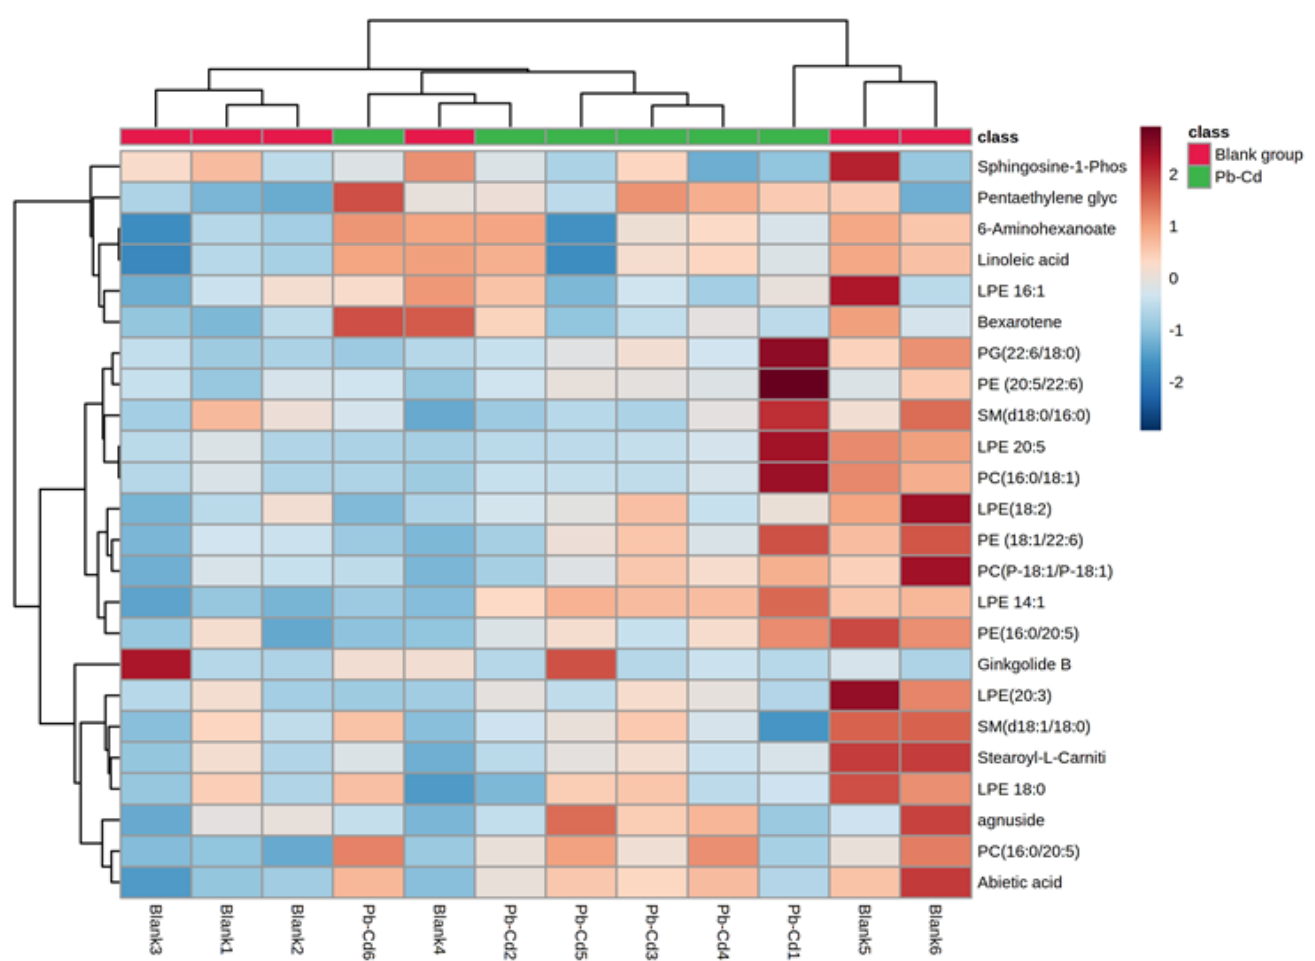 class
Sphingosine-1-Phos
Pentaethylene glyc
6-Aminohexanoate
Linoleic acid
LPE 16:1
Bexarotene
PG(22:6/18:0)
PE (20:5/22:6)
SM(d18:0/16:0)
LPE 20:5
PC(16:0/18:1)
LPE(18:2)
PE (18:1/22:6)
PC(P-18:1/P-18:1)
LPE 14:1
PE(16:0/20:5)
Ginkgolide B
LPE(20:3)
SM(d18:1/18:0)
Stearoyl-L-Carniti
LPE 18:0
agnuside
PC(16:0/20:5)
Abietic acid
Blank3
Blank1
Blank2
Pb-Cd6
Blank4
Pb-Cd2
Pb-Cd5
Pb-Cd3
Pb-Cd4
Pb-Cd1
Blank5
Blank6
2
1
0
-1
-2
class
Blank group
Pb-Cd